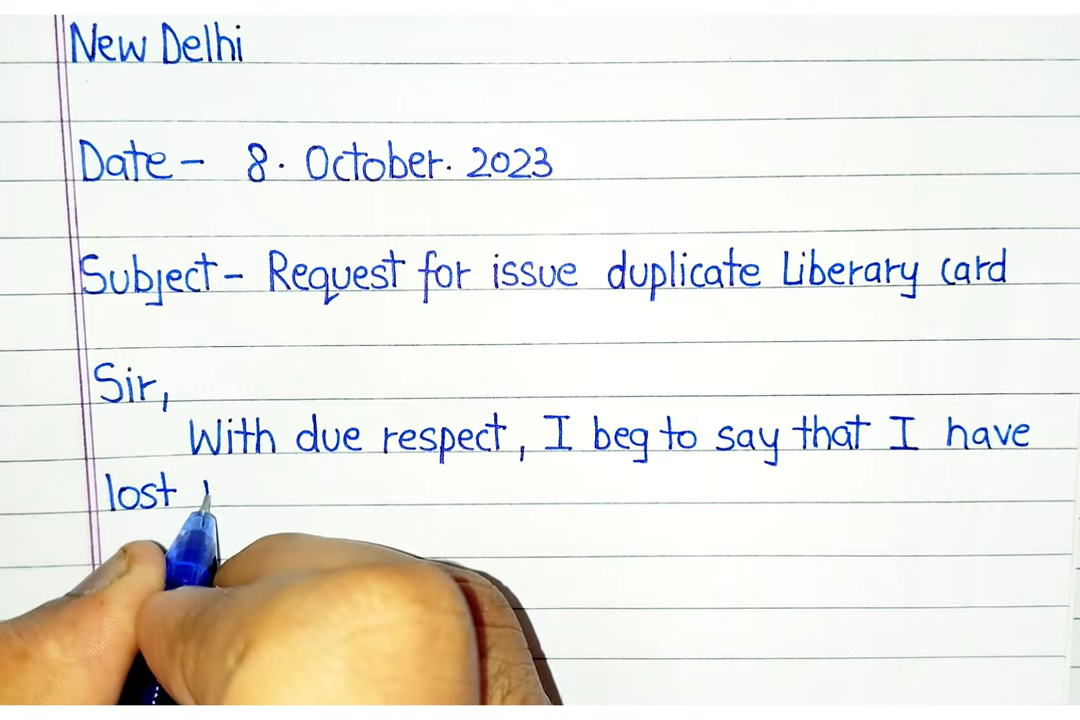 New Delhi
Date - 8. October. 2023
Subject - Request for issue duplicate Liberary card
Sir,
With due respect, I beg to say that I have
lost